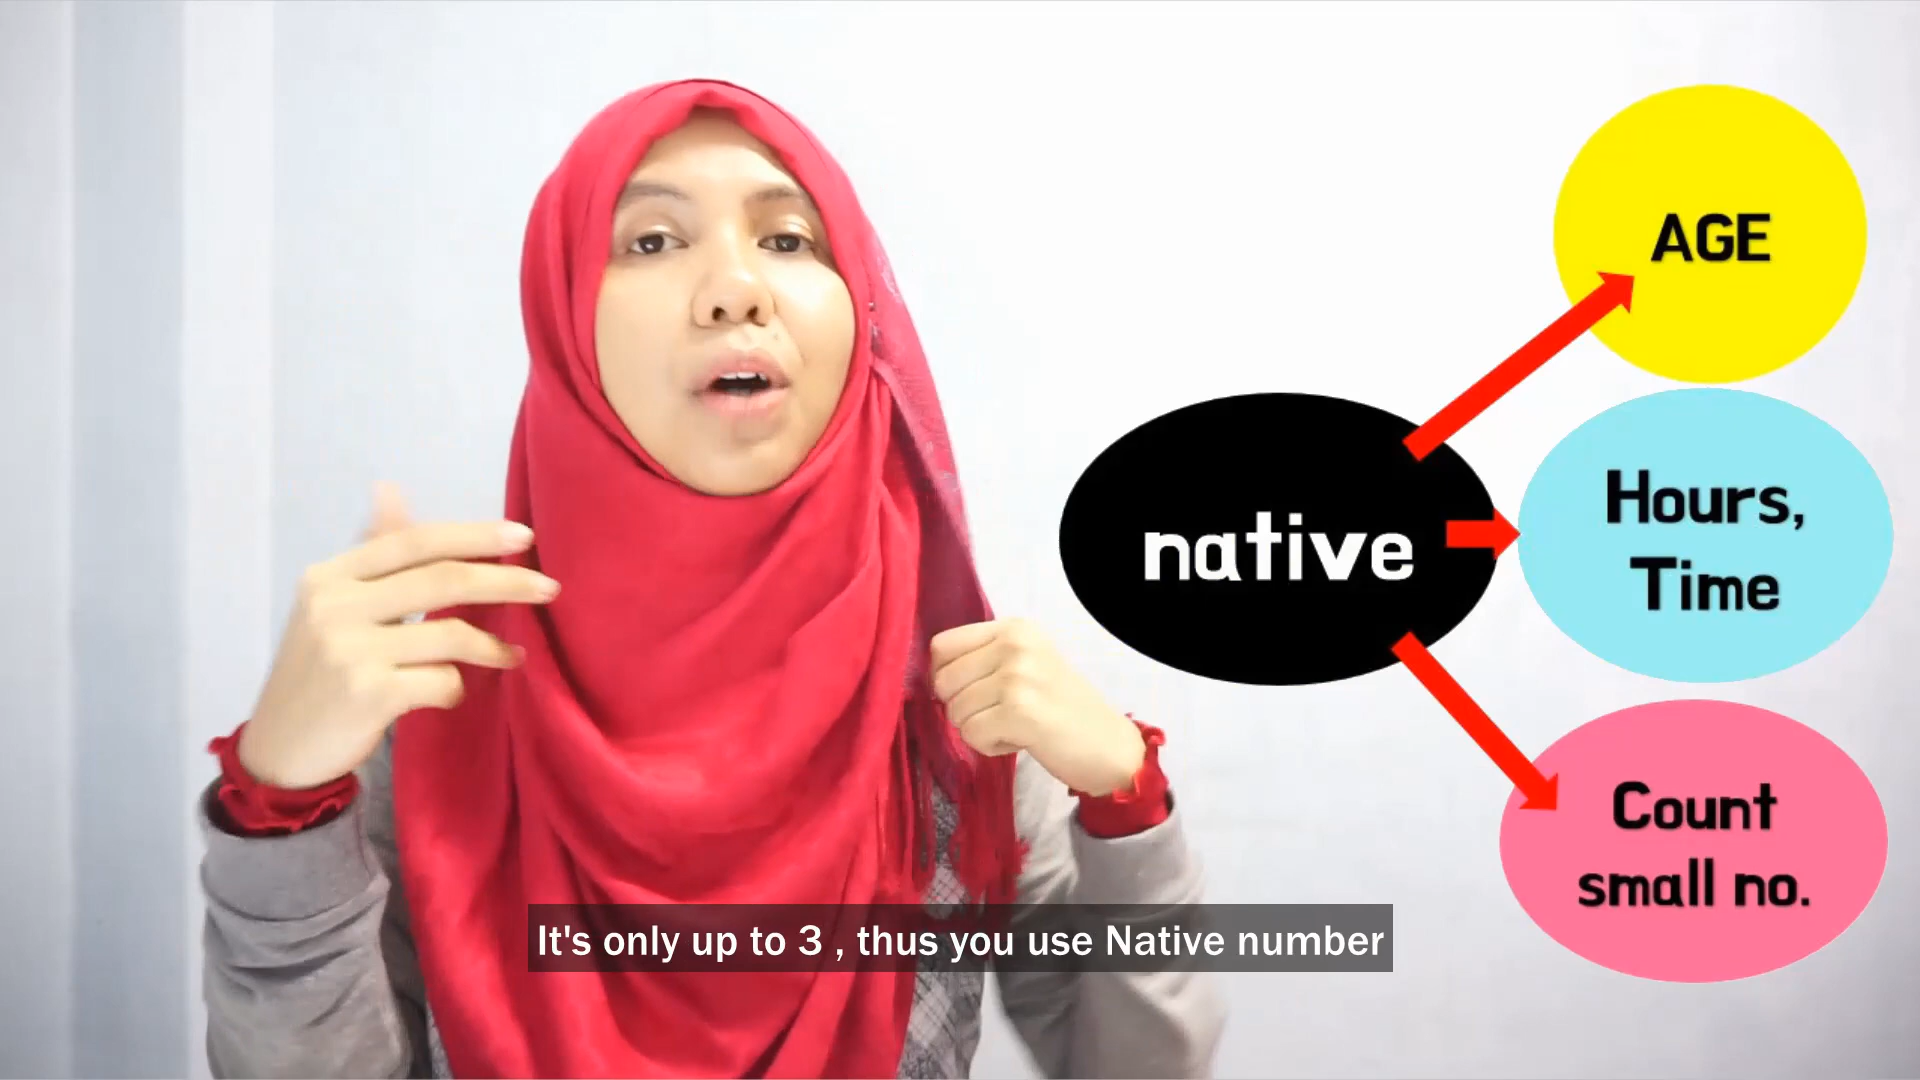 AGE
native
Hours,
Time
Count
small no.
It's only up to 3 , thus you use Native number